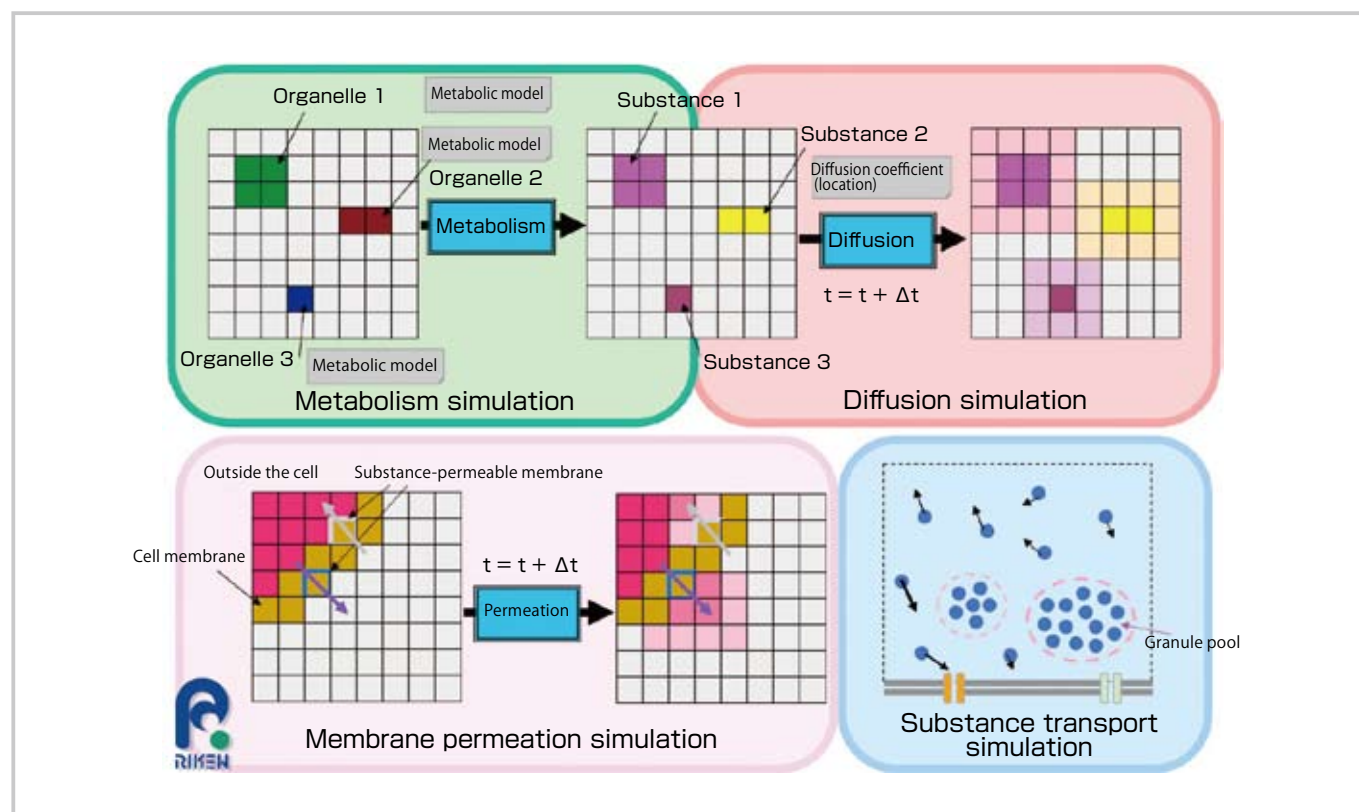 Organelle 1
Metabolic model
Metabolic model
Organelle 2
Metabolism
Organelle 3
Metabolic model
Metabolism simulation
Substance 1
Substance 2
Diffusion coefficient
(location)
Diffusion
t = t + Δt
Substance 3
Diffusion simulation
Outside the cell
Substance-permeable membrane
Cell membrane
t = t + Δt
Permeation
Membrane permeation simulation
RIKEN
Granule pool
Substance transport
simulation